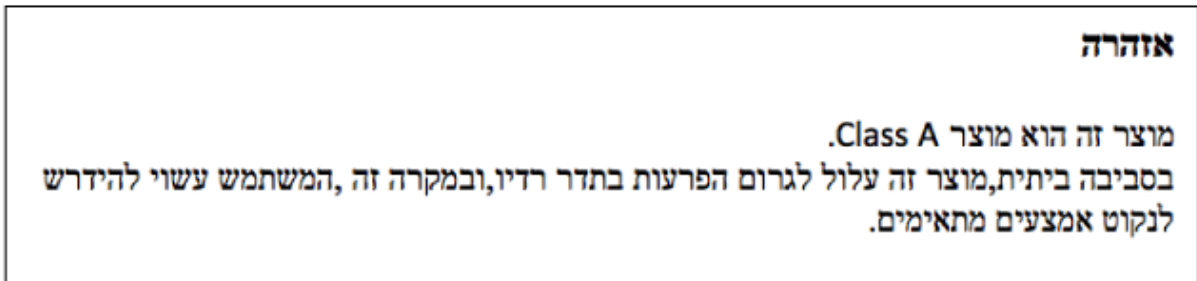 אזהרה
מוצר זה הוא מוצר Class A.
בסביבה ביתית,מוצר זה עלול לגרום הפרעות בתדר רדיו,ובמקרה זה ,המשתמש עשוי להידרש
לנקוט אמצעים מתאימים.